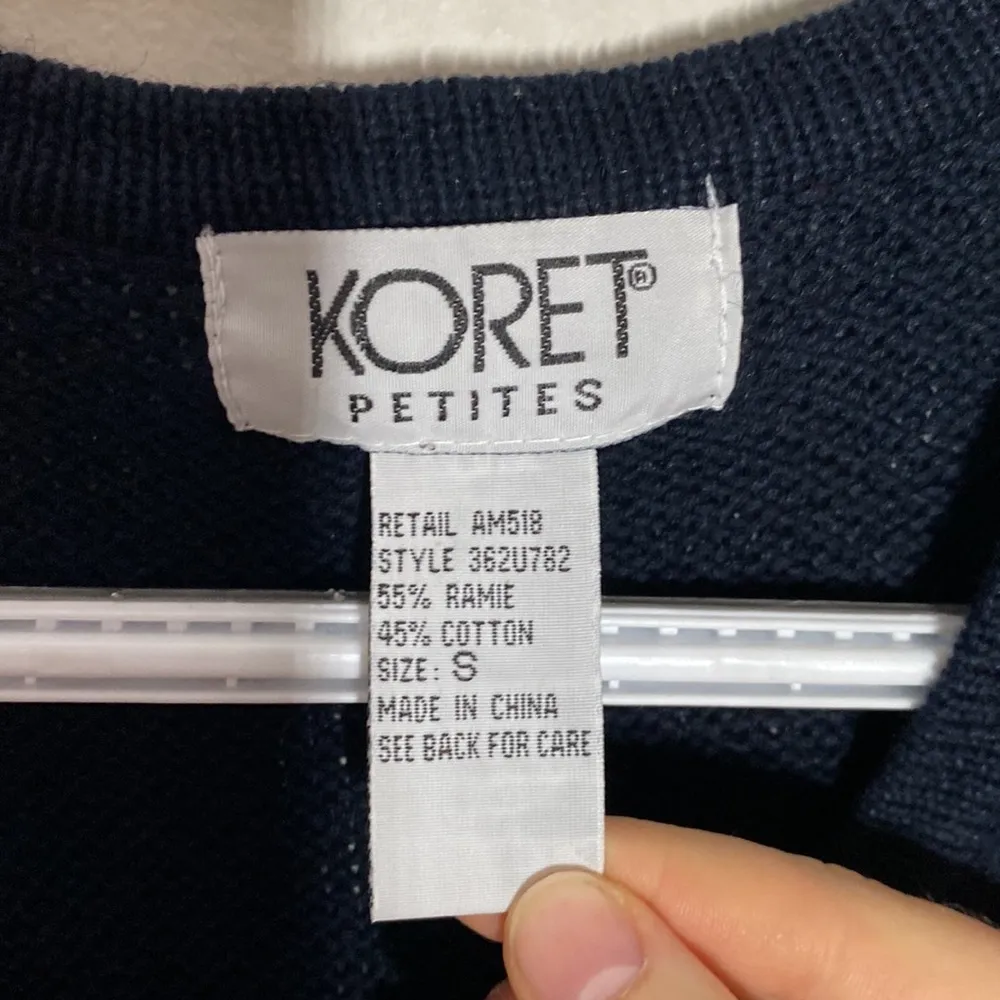 KORET®
PETITES
RETAIL AM518
STYLE 362U782
55% RAMIE
45% COTTON
SIZE: S
MADE IN CHINA
SEE BACK FOR CARE